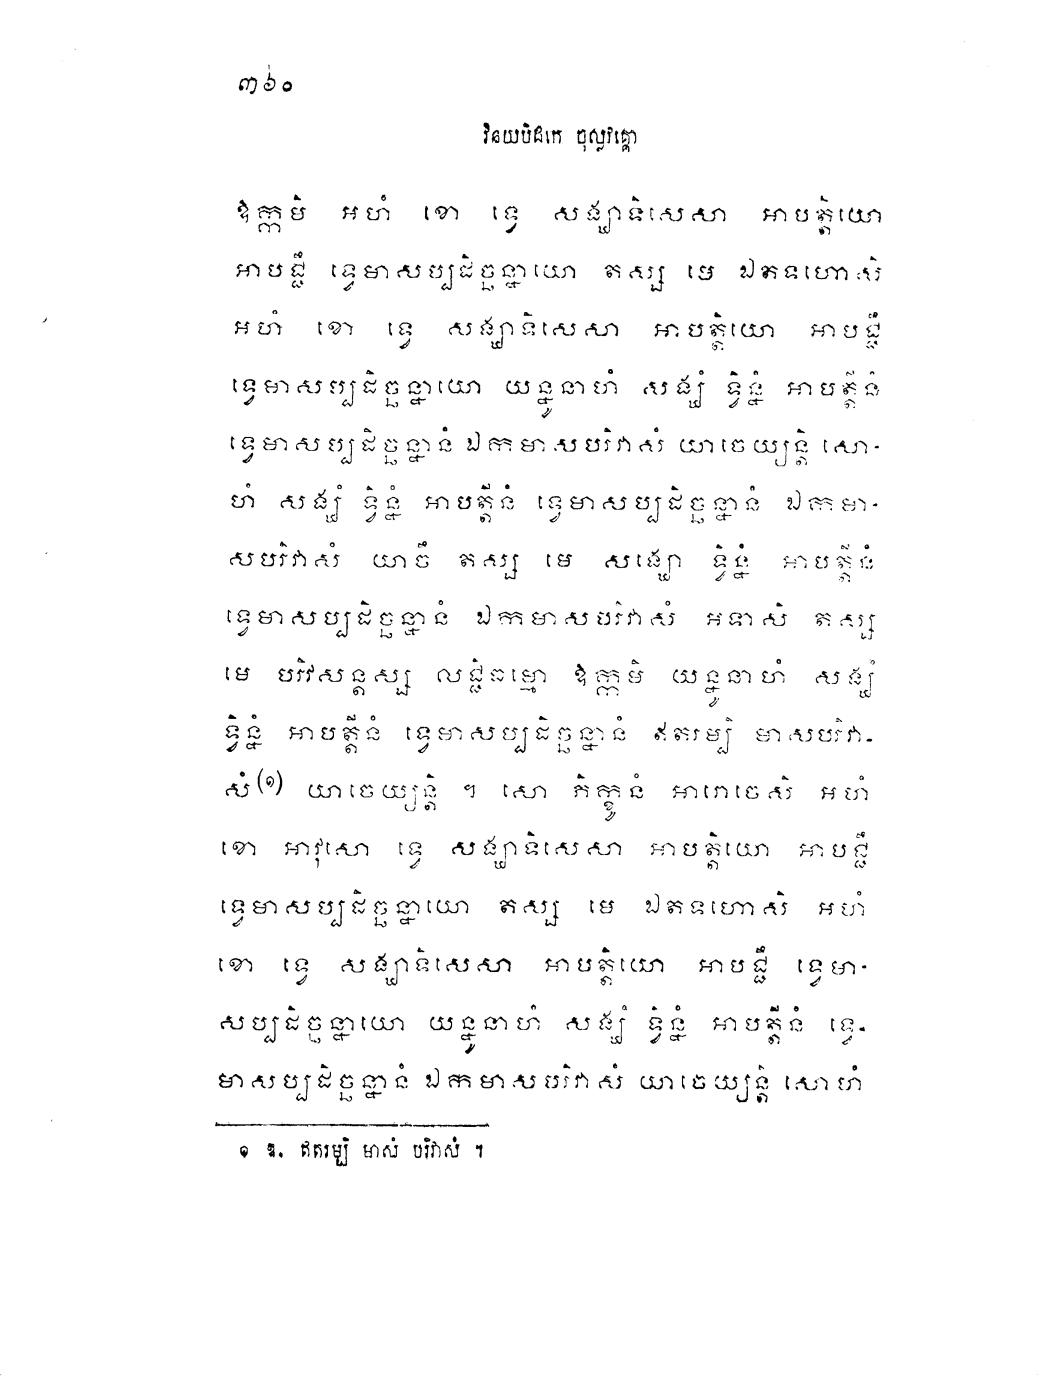 ៣៦០
វិនយបិដកេ ចុល្លវគ្គោ
ឱក្កមិ អហំ ខោ ទ្វេ សង្ឃាទិសេសា អាបត្តិយោ
អាបជ្ជឹ ទ្វេមាសប្បដិច្ឆន្នាយោ តស្ស មេ ឯតទហោសិ
អហំ ខោ ទ្វេ សង្ឃាទិសេសា អាបត្តិយោ អាបជ្ជឹ
ទ្វេមាសប្បដិច្ឆន្នាយោ យន្នូនាហំ សង្ឃំ ទ្វិន្នំ អាបត្តីនំ
ទ្វេមាសប្បដិច្ឆន្នានំ ឯកមាសបរិវាសំ យាចេយ្យន្តិ សោ-
ហំ សង្ឃំ ទ្វិន្នំ អាបត្តីនំ ទ្វេមាសប្បដិច្ឆន្នានំ ឯកមា-
សបរិវាសំ យាចឹ តស្ស មេ សង្ឃោ ទ្វិន្នំ អាបត្តីនំ
ទ្វេមាសប្បដិច្ឆន្នានំ ឯកមាសបរិវាសំ អទាសិ តស្ស
មេ បរិវសន្តស្ស លជ្ជិធម្មោ ឱក្កមិ យន្នូនាហំ សង្ឃំ
ទ្វិន្នំ អាបត្តីនំ ទ្វេមាសប្បដិច្ឆន្នានំ ឥតរម្បិ មាសបរិវា-
សំ(១) យាចេយ្យន្តិ ។ សោ ភិក្ខូនំ អារោចេសិ អហំ
ខោ អាវុសោ ទ្វេ សង្ឃាទិសេសា អាបត្តិយោ អាបជ្ជឹ
ទ្វេមាសប្បដិច្ឆន្នាយោ តស្ស មេ ឯតទហោសិ អហំ
ខោ ទ្វេ សង្ឃាទិសេសា អាបត្តិយោ អាបជ្ជឹ ទ្វេមា-
សប្បដិច្ឆន្នាយោ យន្នូនាហំ សង្ឃំ ទ្វិន្នំ អាបត្តីនំ ទ្វេ-
មាសប្បដិច្ឆន្នានំ ឯកមាសបរិវាសំ យាចេយ្យន្តិ សោហំ
១ ឱ. ឥតរម្បិ មាសំ បរិវាសំ ។